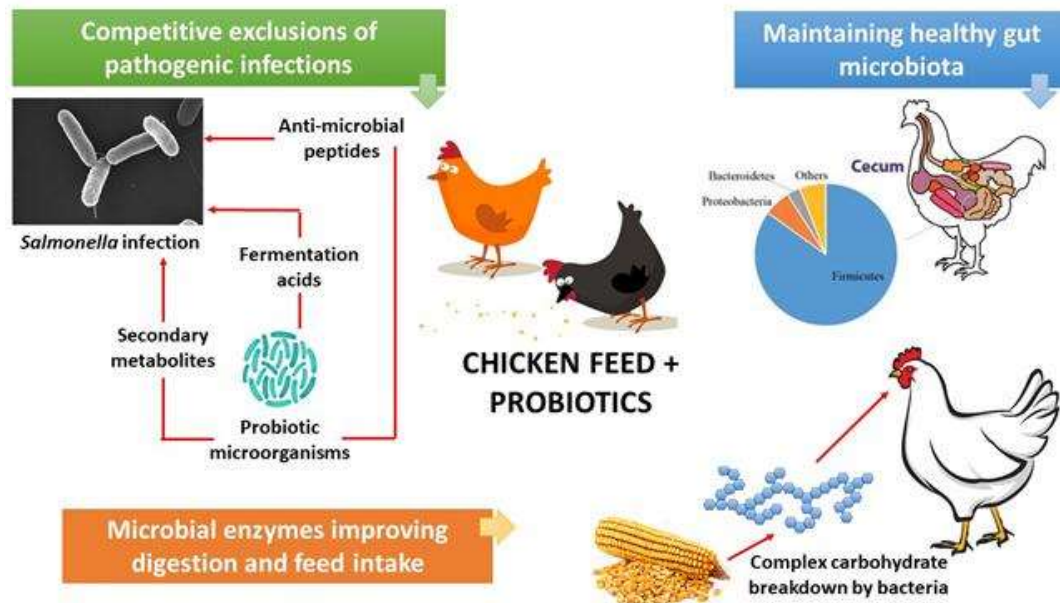 Competitive exclusions of
pathogenic infections
Anti-microbial
peptides
Salmonella infection
Fermentation
acids
Secondary
metabolites
Probiotic
microorganisms
CHICKEN FEED +
PROBIOTICS
Maintaining healthy gut
microbiota
Cecum
Bacteroidetes
Others
Proteobacteria
Firmicutes
Microbial enzymes improving
digestion and feed intake
Complex carbohydrate
breakdown by bacteria